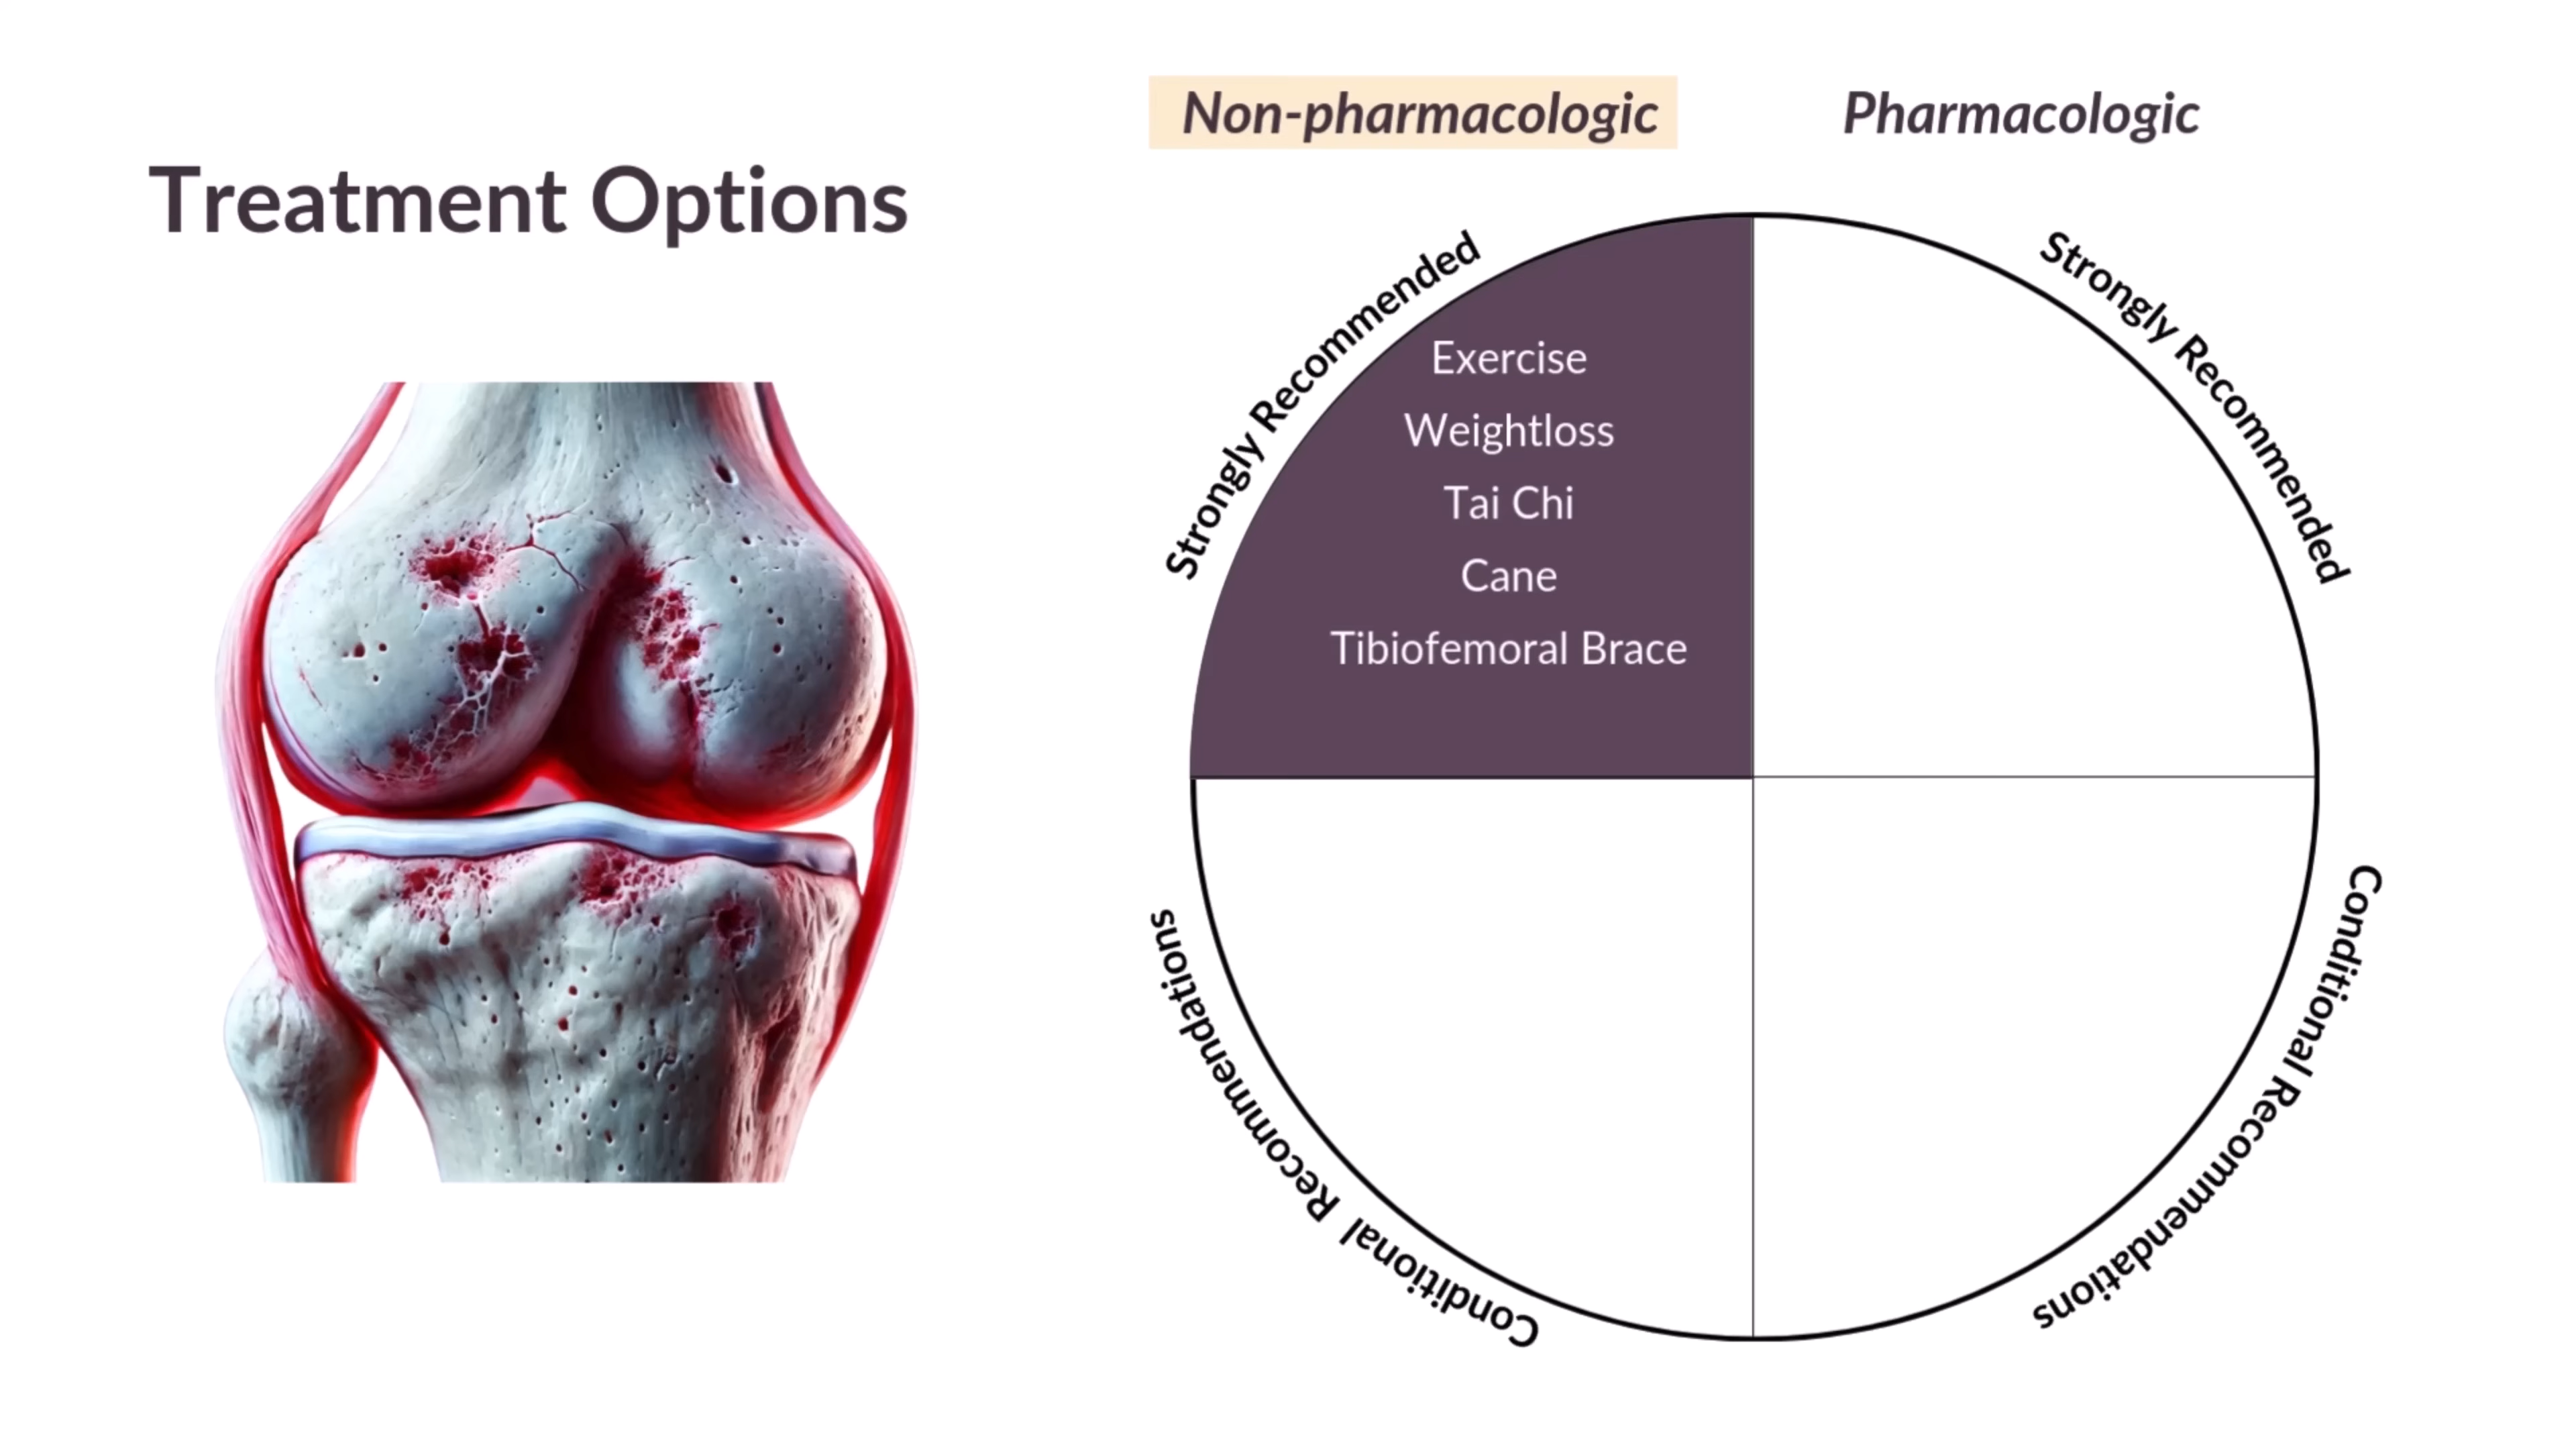 Treatment Options
Non-pharmacologic
Pharmacologic
Strongly Recommended
Strongly Recommended
Exercise
Weightloss
Tai Chi
Cane
Tibiofemoral Brace
Conditional Recommendations
Conditional Recommendations